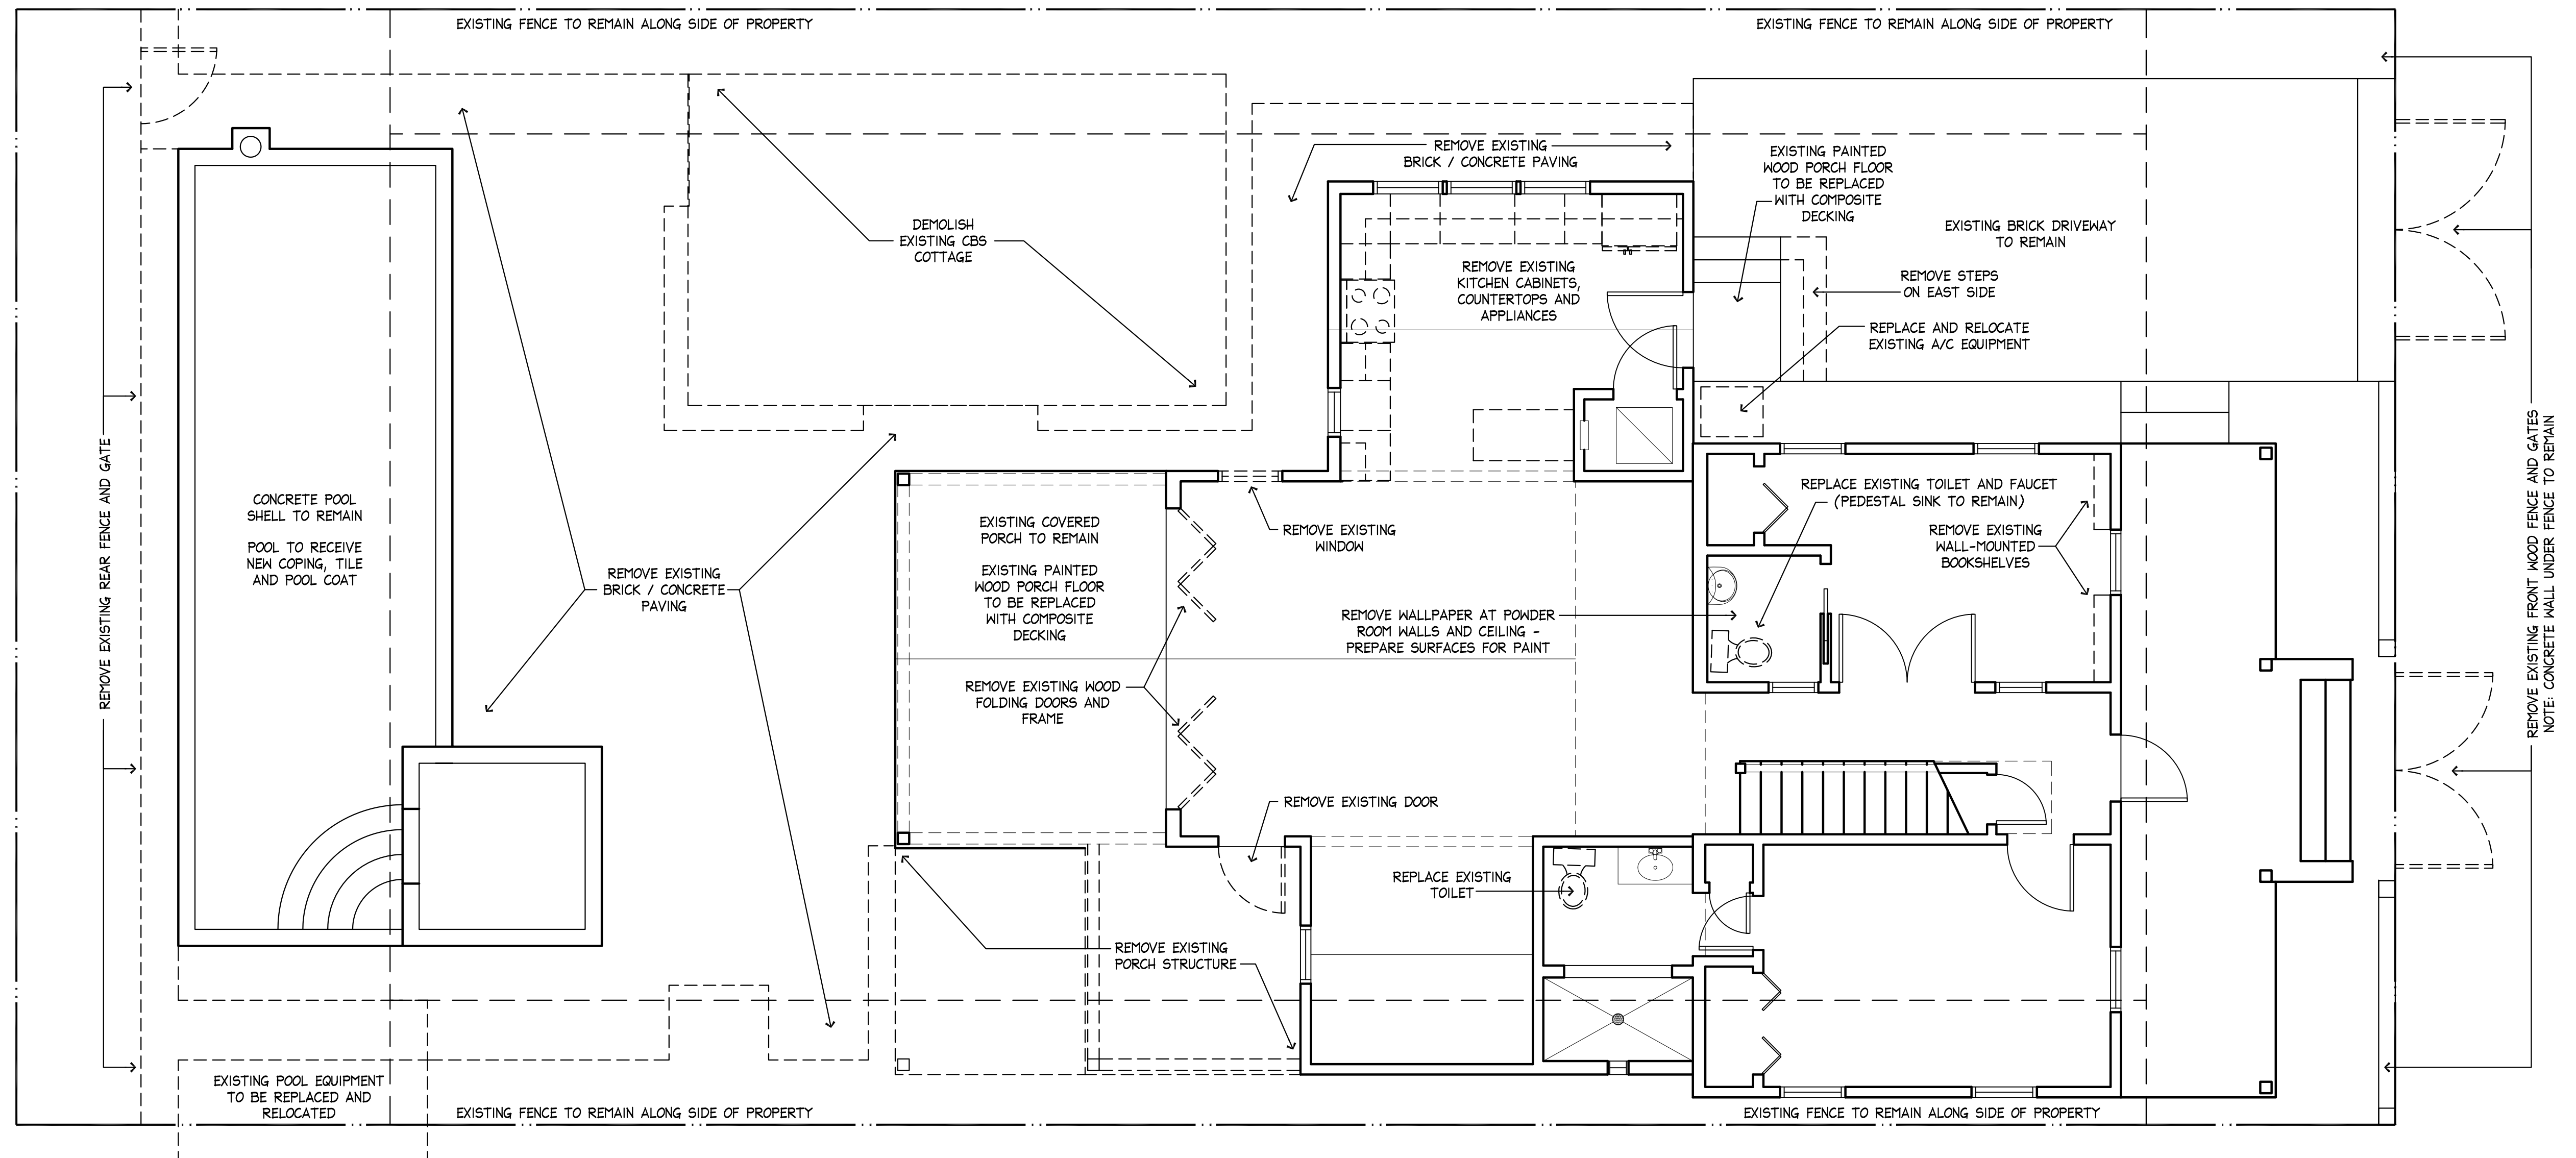 EXISTING FENCE TO REMAIN ALONG SIDE OF PROPERTY
EXISTING FENCE TO REMAIN ALONG SIDE OF PROPERTY
REMOVE EXISTING
BRICK / CONCRETE PAVING
EXISTING PAINTED
WOOD PORCH FLOOR
TO BE REPLACED
WITH COMPOSITE
DECKING
DEMOLISH
EXISTING CBS
COTTAGE
EXISTING BRICK DRIVEWAY
TO REMAIN
REMOVE EXISTING
KITCHEN CABINETS,
COUNTERTOPS AND
APPLIANCES
REMOVE STEPS
ON EAST SIDE
REPLACE AND RELOCATE
EXISTING A/C EQUIPMENT
REMOVE EXISTING REAR FENCE AND GATE
CONCRETE POOL
SHELL TO REMAIN
POOL TO RECEIVE
NEW COPING, TILE
AND POOL COAT
REMOVE EXISTING
BRICK / CONCRETE
PAVING
EXISTING COVERED
PORCH TO REMAIN
EXISTING PAINTED
WOOD PORCH FLOOR
TO BE REPLACED
WITH COMPOSITE
DECKING
REMOVE EXISTING
WINDOW
REPLACE EXISTING TOILET AND FAUCET
(PEDESTAL SINK TO REMAIN)
REMOVE EXISTING
WALL-MOUNTED
BOOKSHELVES
REMOVE WALLPAPER AT POWDER
ROOM WALLS AND CEILING -
PREPARE SURFACES FOR PAINT
REMOVE EXISTING FRONT WOOD FENCE AND GATES
NOTE: CONCRETE WALL UNDER FENCE TO REMAIN
REMOVE EXISTING WOOD
FOLDING DOORS AND
FRAME
REMOVE EXISTING DOOR
REPLACE EXISTING
TOILET
REMOVE EXISTING
PORCH STRUCTURE
EXISTING POOL EQUIPMENT
TO BE REPLACED AND
RELOCATED
EXISTING FENCE TO REMAIN ALONG SIDE OF PROPERTY
EXISTING FENCE TO REMAIN ALONG SIDE OF PROPERTY